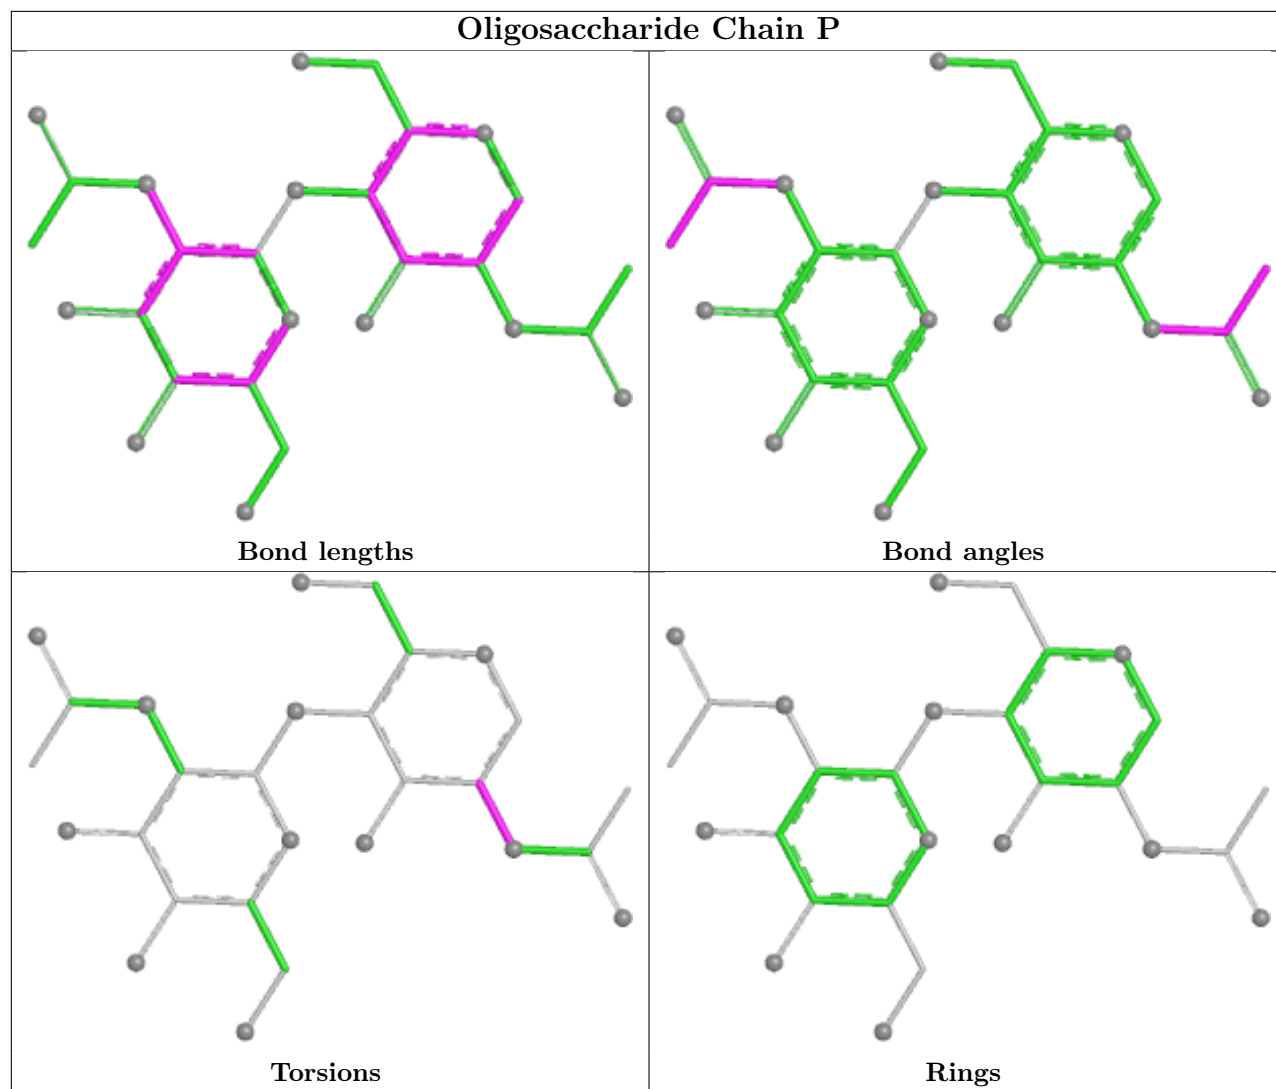 Oligosaccharide Chain P
Bond lengths
Bond angles
Torsions
Rings